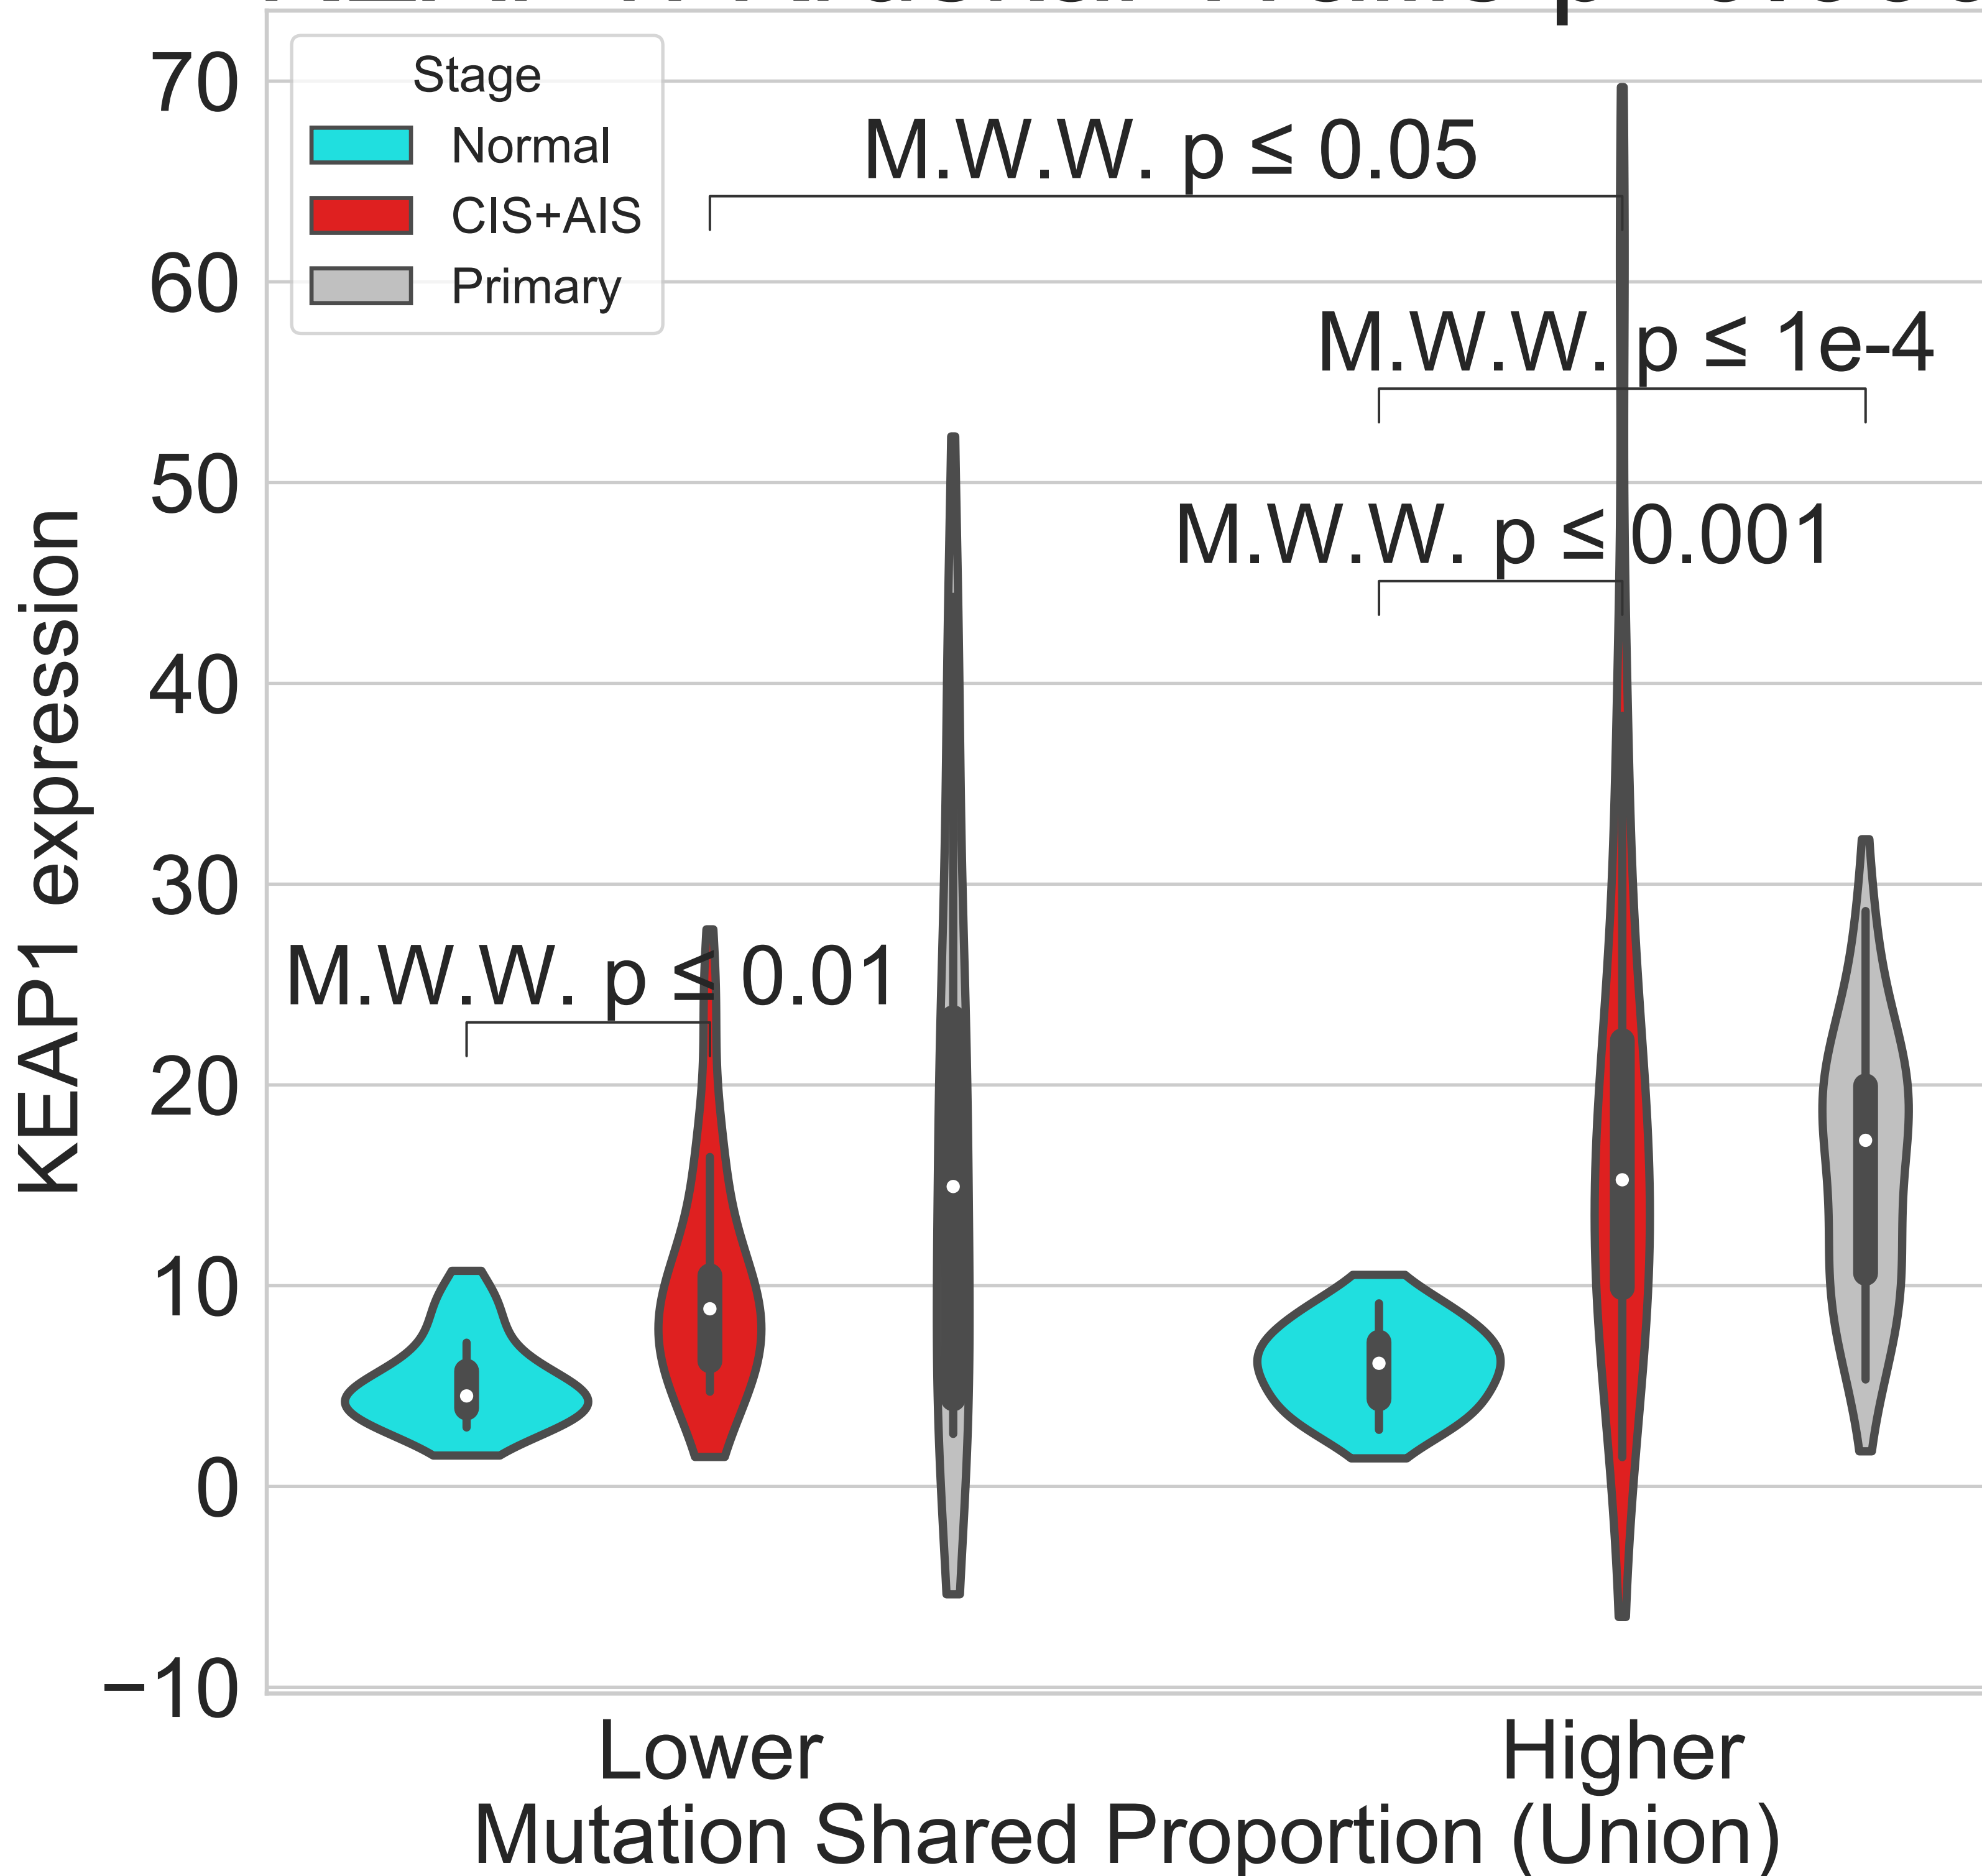 70
60
50
40
30
20
10
0
−10
KEAP1 expression
Stage
Normal
CIS+AIS
Primary
M.W.W. p ≤ 0.05
M.W.W. p ≤ 1e-4
M.W.W. p ≤ 0.001
M.W.W. p ≤ 0.01
Lower
Higher
Mutation Shared Proportion (Union)